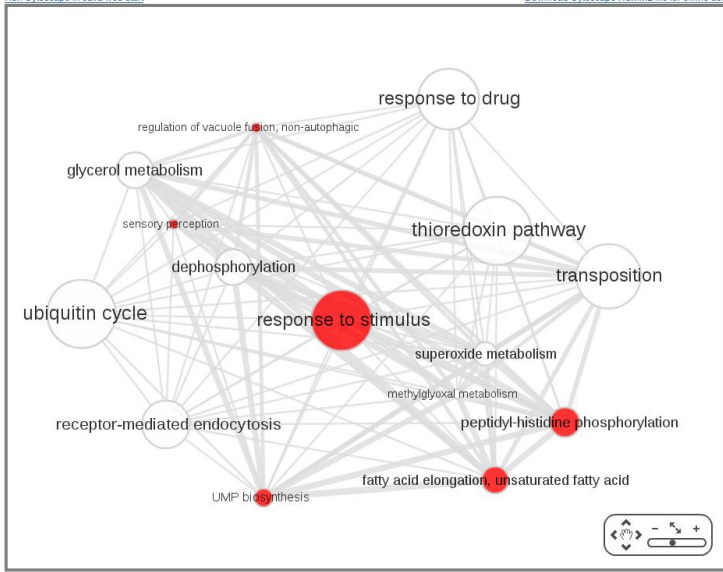 response to drug
regulation of vacuole fusion, non-autophagic
glycerol metabolism
sensory perception
thioredoxin pathway
dephosphorylation
transposition
ubiquitin cycle
response to stimulus
superoxide metabolism
methylglyoxal metabolism
peptidyl-histidine phosphorylation
receptor-mediated endocytosis
fatty acid elongation, unsaturated fatty acid
UMP biosynthesis